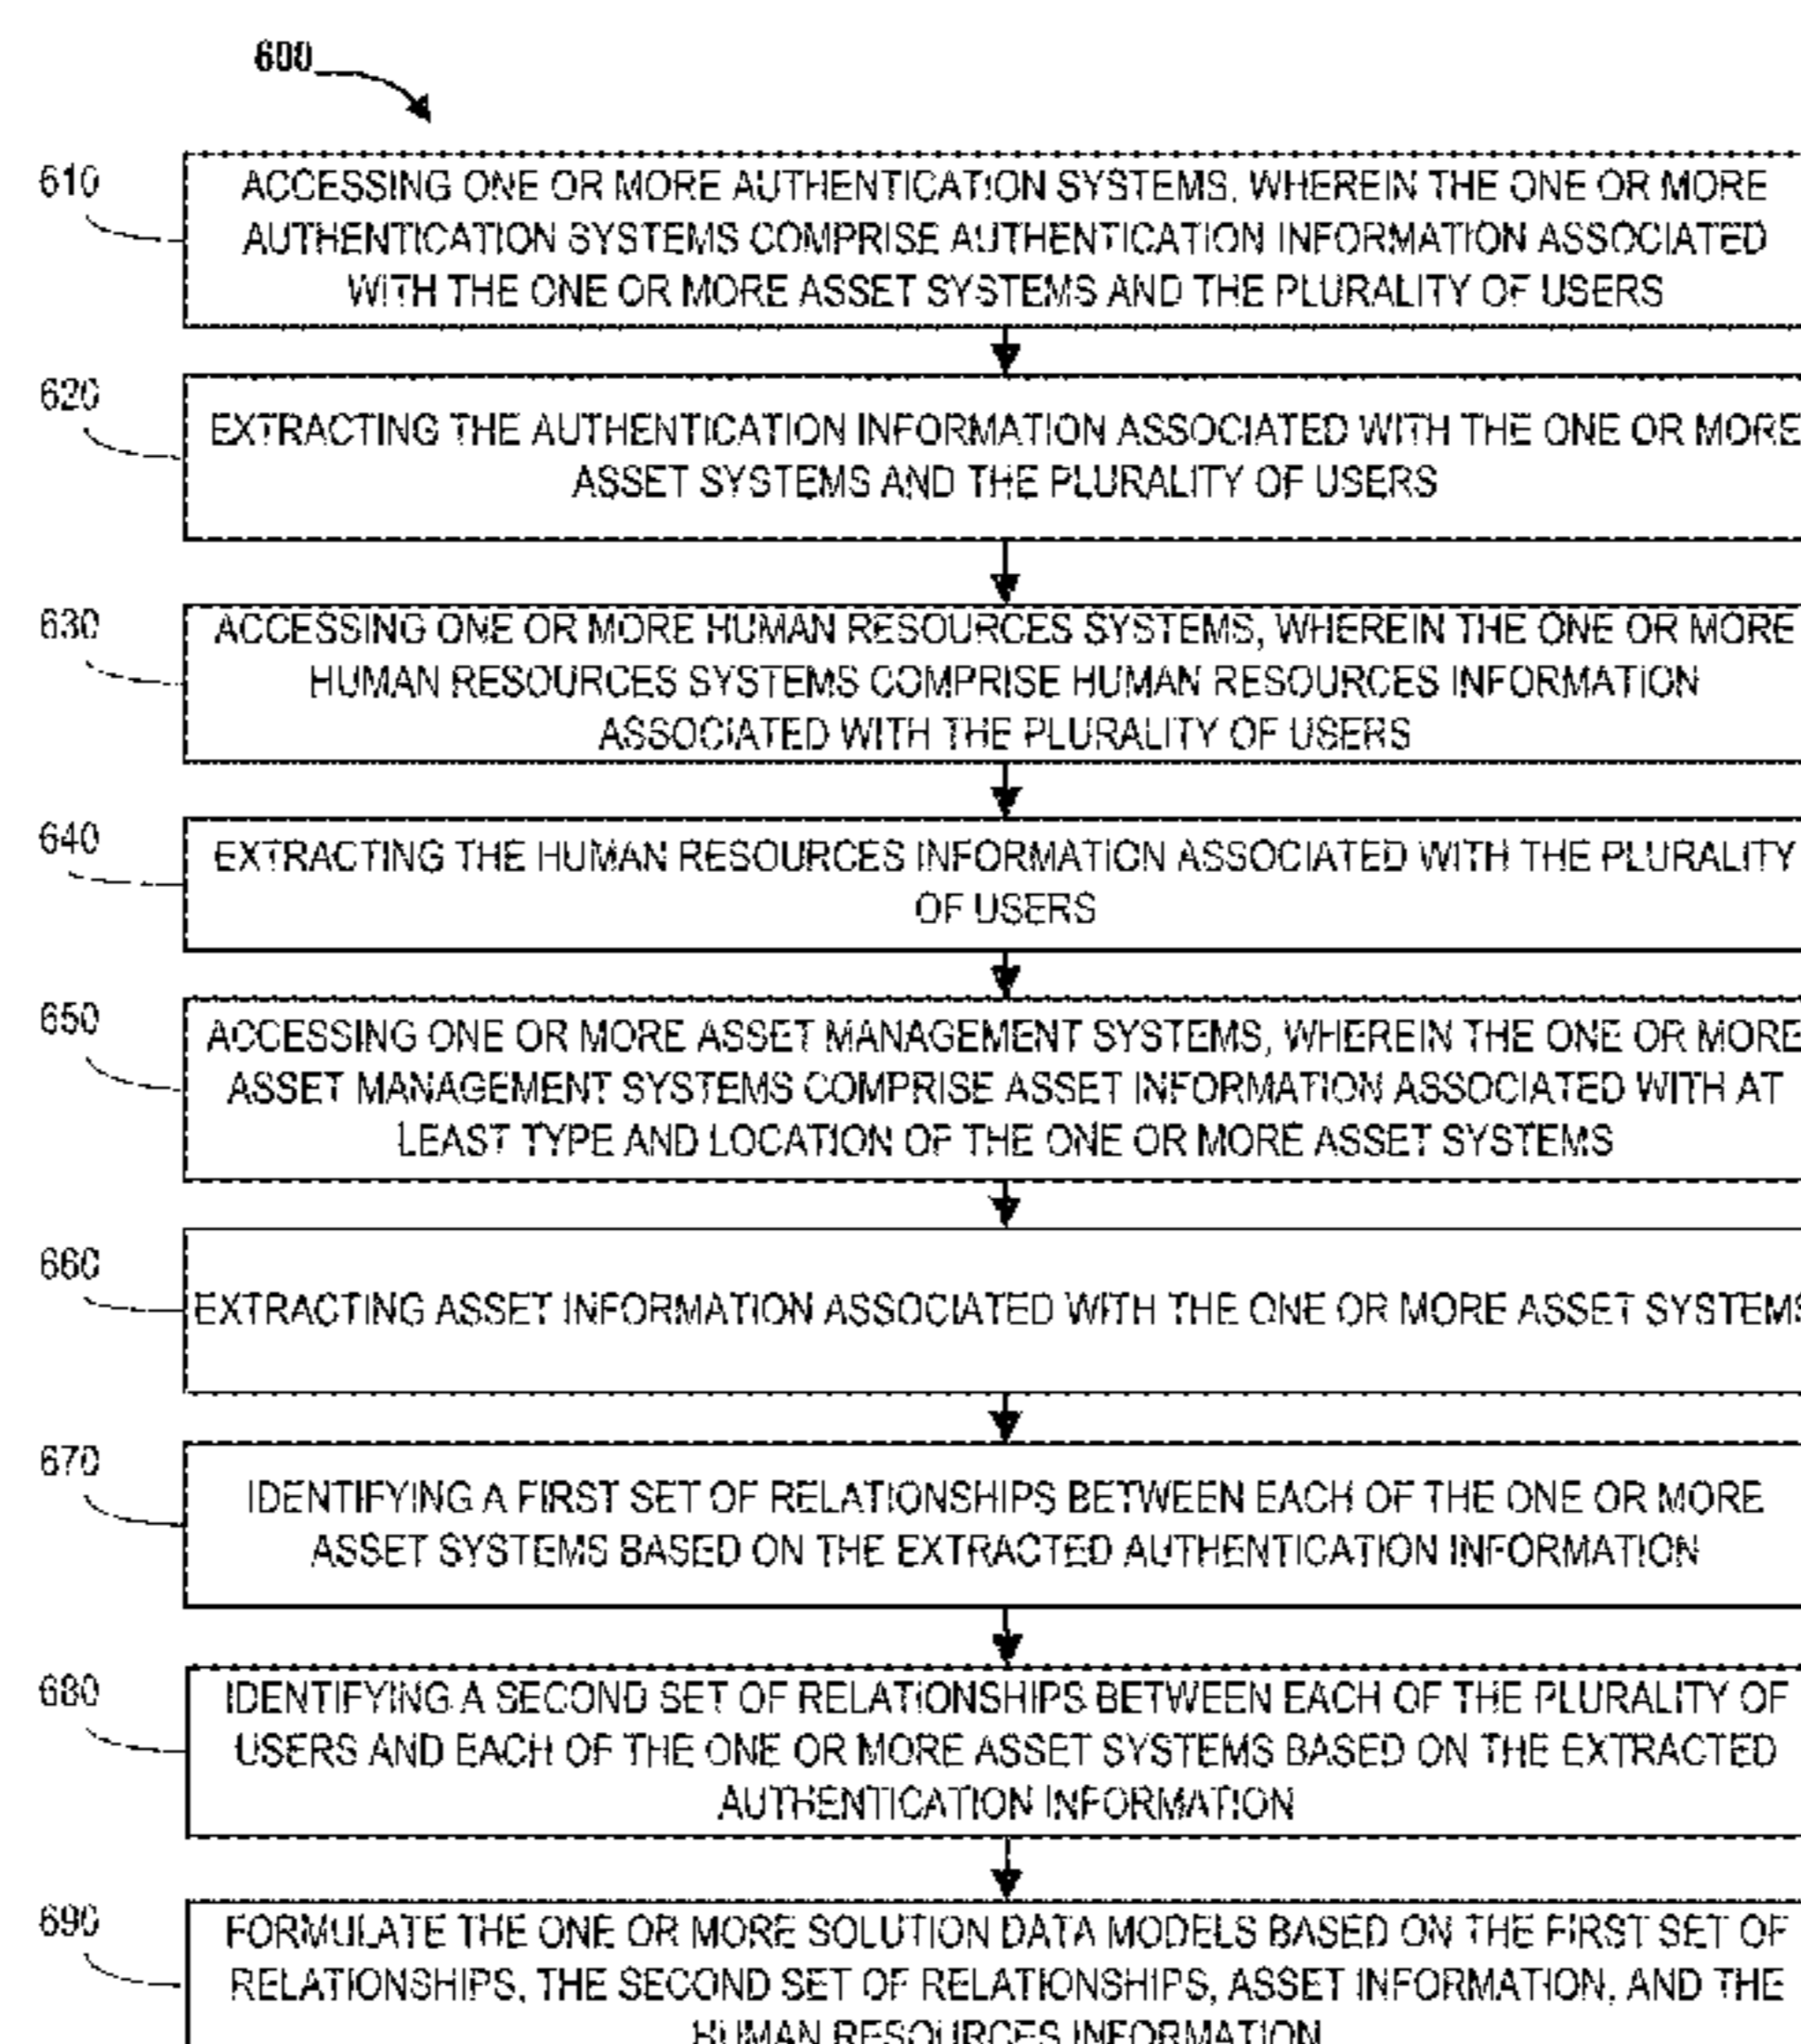 600
610
ACCESSING ONE OR MORE AUTHENTICATION SYSTEMS, WHEREIN THE ONE OR MORE
AUTHENTICATION SYSTEMS COMPRISE AUTHENTICATION INFORMATION ASSOCIATED
WITH THE ONE OR MORE ASSET SYSTEMS AND THE PLURALITY OF USERS
620
EXTRACTING THE AUTHENTICATION INFORMATION ASSOCIATED WITH THE ONE OR MORE
ASSET SYSTEMS AND THE PLURALITY OF USERS
630
ACCESSING ONE OR MORE HUMAN RESOURCES SYSTEMS, WHEREIN THE ONE OR MORE
HUMAN RESOURCES SYSTEMS COMPRISE HUMAN RESOURCES INFORMATION
ASSOCIATED WITH THE PLURALITY OF USERS
640
EXTRACTING THE HUMAN RESOURCES INFORMATION ASSOCIATED WITH THE PLURALITY
OF USERS
650
ACCESSING ONE OR MORE ASSET MANAGEMENT SYSTEMS, WHEREIN THE ONE OR MORE
ASSET MANAGEMENT SYSTEMS COMPRISE ASSET INFORMATION ASSOCIATED WITH AT
LEAST TYPE AND LOCATION OF THE ONE OR MORE ASSET SYSTEMS
660
EXTRACTING ASSET INFORMATION ASSOCIATED WITH THE ONE OR MORE ASSET SYSTEMS
670
IDENTIFYING A FIRST SET OF RELATIONSHIPS BETWEEN EACH OF THE ONE OR MORE
ASSET SYSTEMS BASED ON THE EXTRACTED AUTHENTICATION INFORMATION
680
IDENTIFYING A SECOND SET OF RELATIONSHIPS BETWEEN EACH OF THE PLURALITY OF
USERS AND EACH OF THE ONE OR MORE ASSET SYSTEMS BASED ON THE EXTRACTED
AUTHENTICATION INFORMATION
690
FORMULATE THE ONE OR MORE SOLUTION DATA MODELS BASED ON THE FIRST SET OF
RELATIONSHIPS, THE SECOND SET OF RELATIONSHIPS, ASSET INFORMATION, AND THE
HUMAN RESOURCES INFORMATION